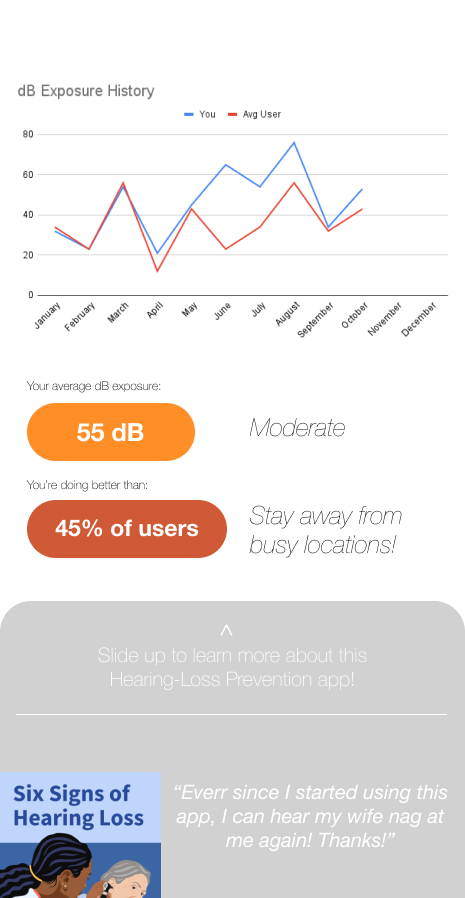 dB Exposure History
You
Avg User
80
60
40
20
0
January
February
March
April
May
June
July
August
September
October
November
December
Your average dB exposure:
55 dB
Moderate
You're doing better than:
45% of users
Stay away from
busy locations!
^
Slide up to learn more about this
Hearing-Loss Prevention app!
Six Signs of
Hearing Loss
“Everr since I started using this
app, I can hear my wife nag at
me again! Thanks!”